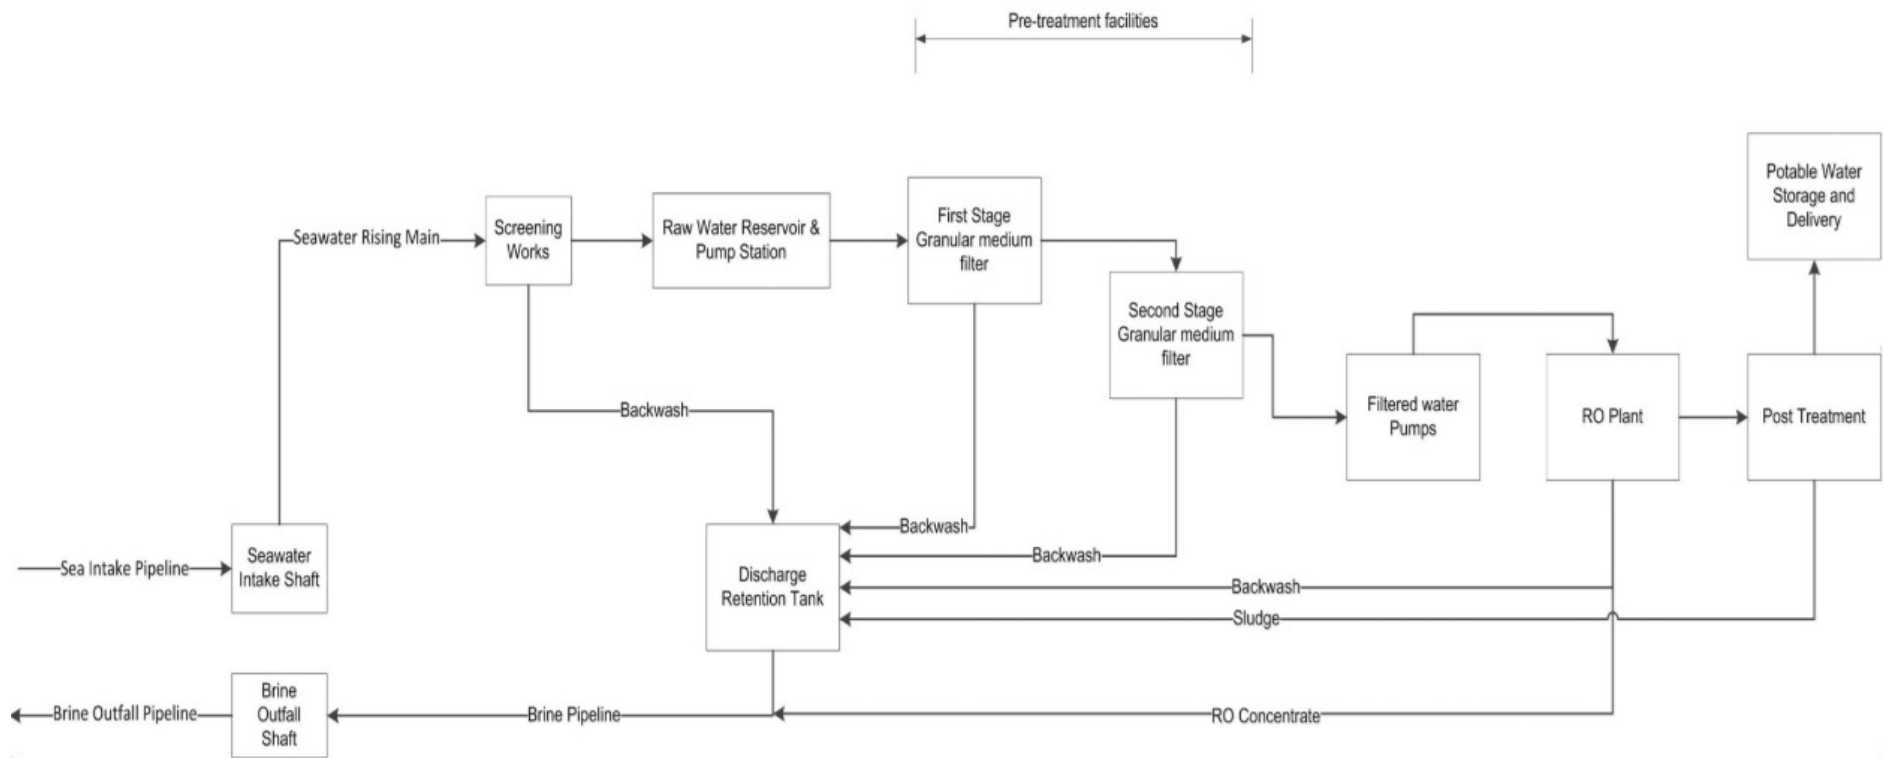 Pre-treatment facilities
Potable Water
Storage and
Delivery
Seawater Rising Main
Screening
Works
Raw Water Reservoir &
Pump Station
First Stage
Granular medium
filter
Second Stage
Granular medium
filter
Filtered water
Pumps
RO Plant
Post Treatment
Backwash
Backwash
Backwash
Backwash
Sludge
Sea Intake Pipeline
Seawater
Intake Shaft
Discharge
Retention Tank
Brine Outfall Pipeline
Brine
Outfall
Shaft
Brine Pipeline
RO Concentrate